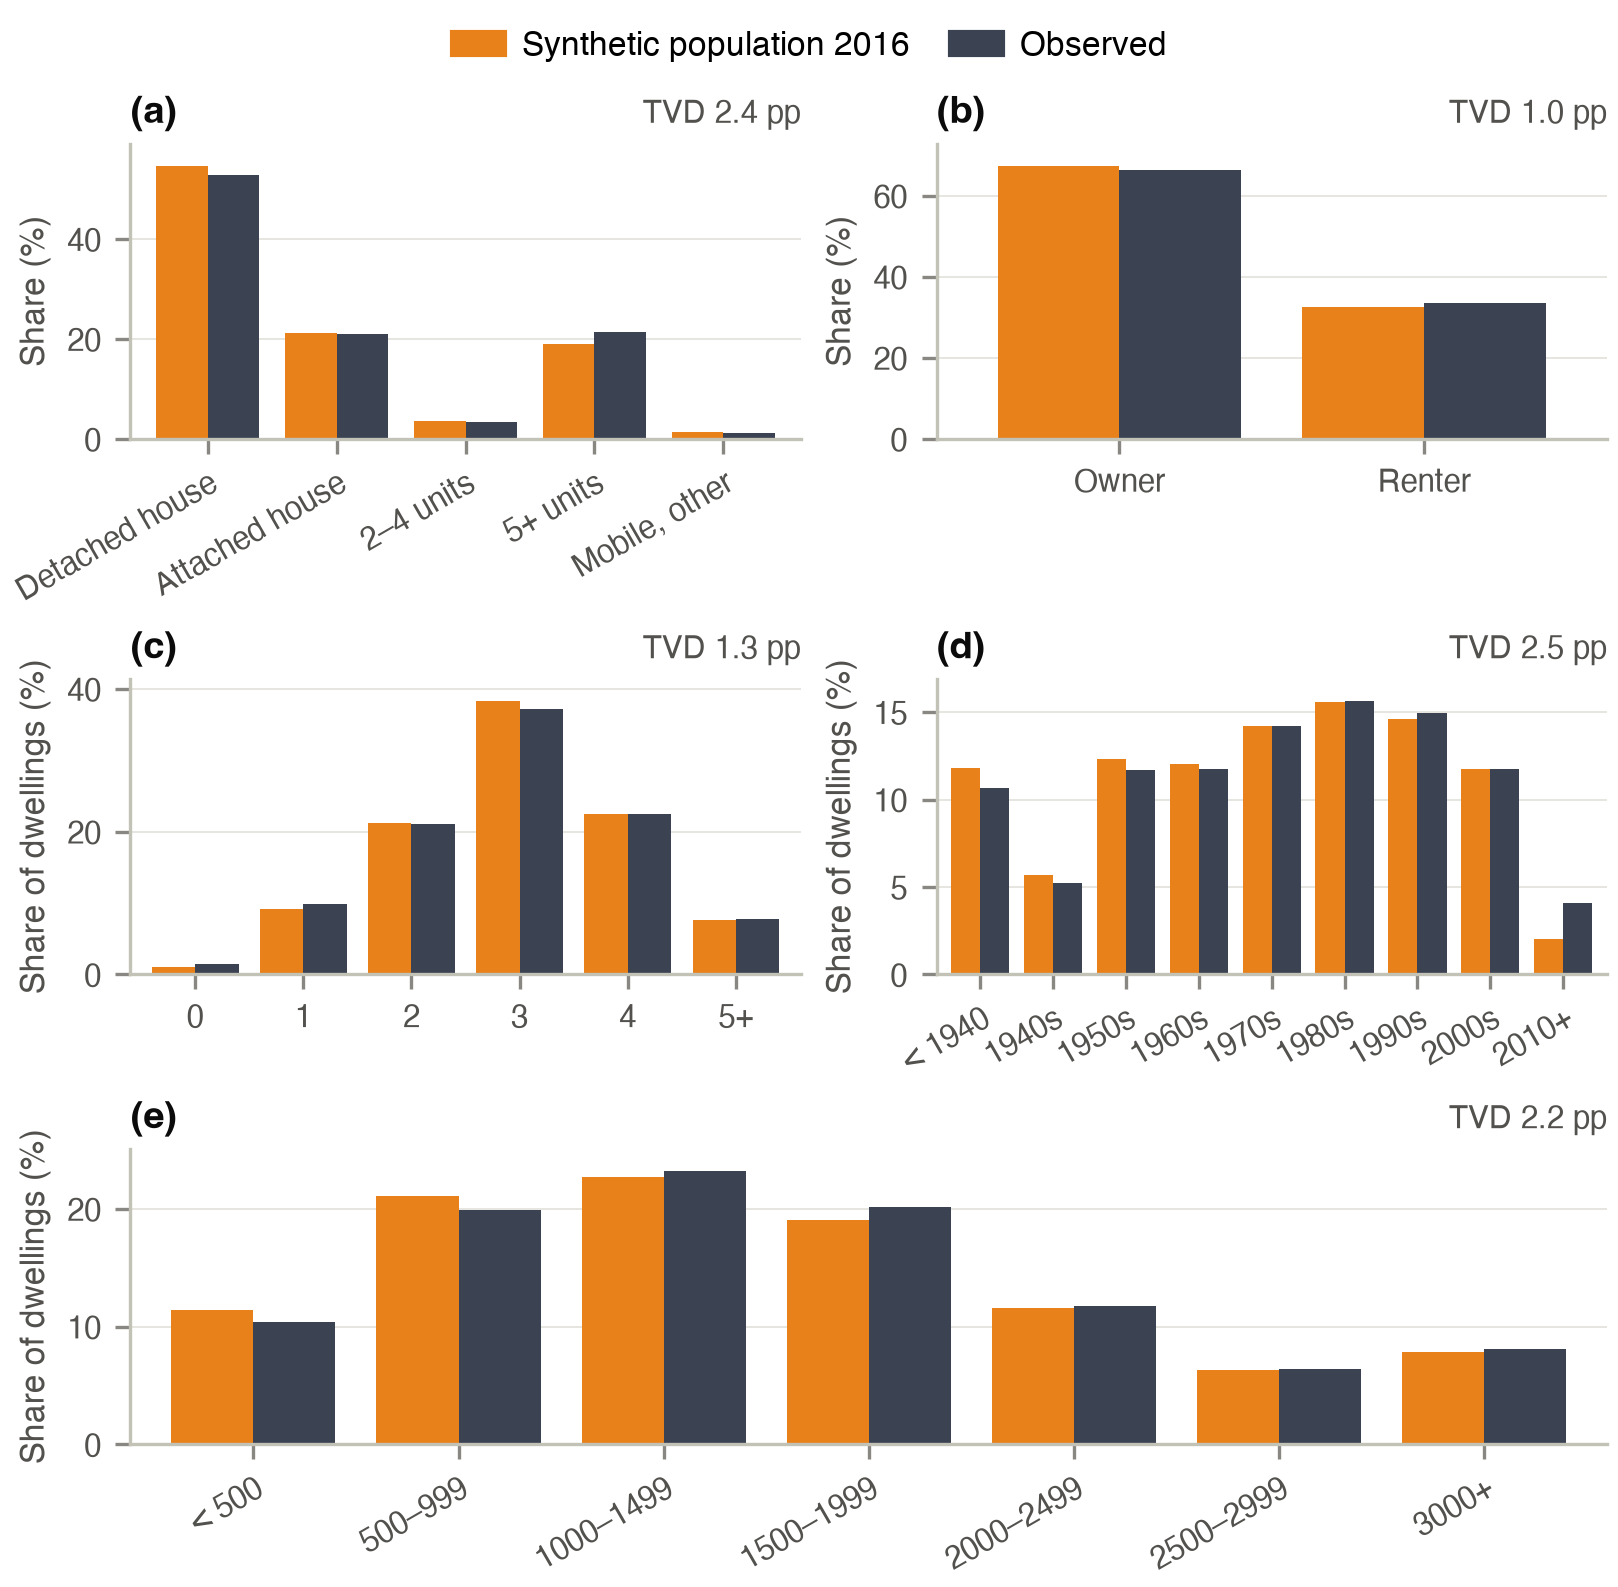 Synthetic population 2016 Observed
(a) TVD 2.4 pp
Share (%)
40
20
0
Detached house Attached house 2–4 units 5+ units Mobile, other
(b) TVD 1.0 pp
Share (%)
60
40
20
0
Owner Renter
(c) TVD 1.3 pp
Share of dwellings (%)
40
20
0
0 1 2 3 4 5+
(d) TVD 2.5 pp
Share of dwellings (%)
15
10
5
0
< 1940 1940s 1950s 1960s 1970s 1980s 1990s 2000s 2010+
(e) TVD 2.2 pp
Share of dwellings (%)
20
10
0
< 500 500–999 1000–1499 1500–1999 2000–2499 2500–2999 3000+